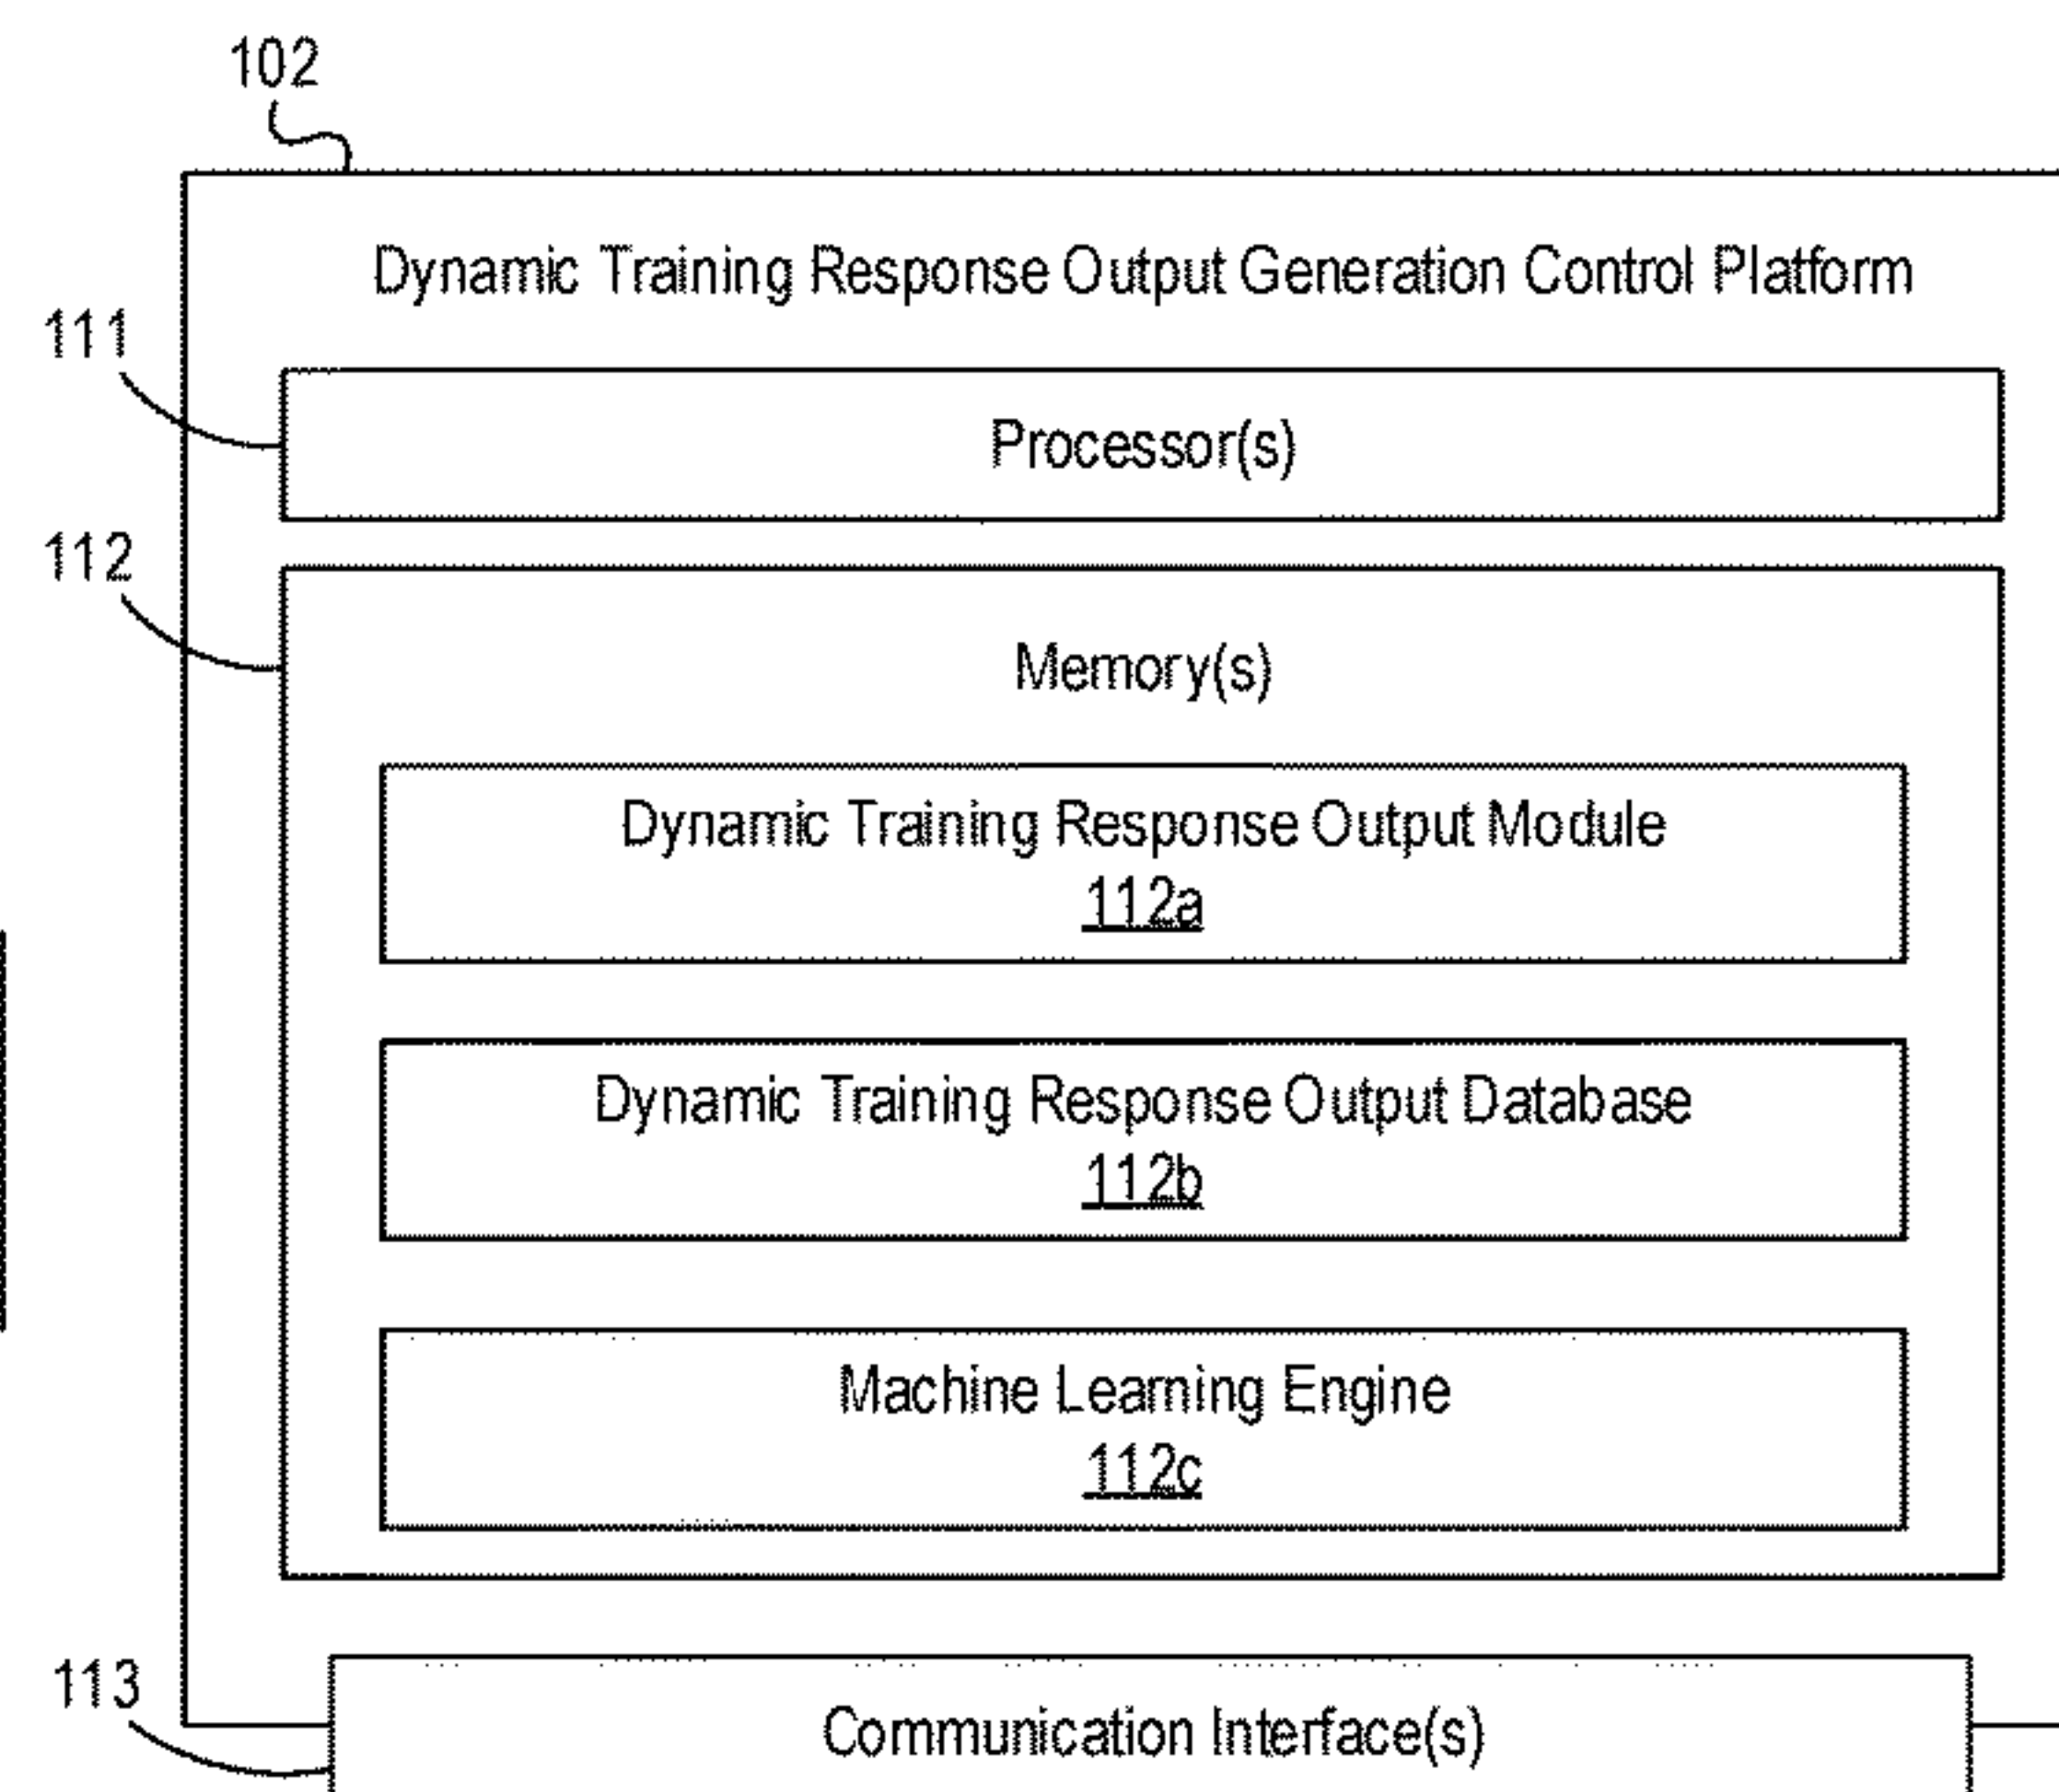 102
Dynamic Training Response Output Generation Control Platform
111
Processor(s)
112
Memory(s)
Dynamic Training Response Output Module
112a
Dynamic Training Response Output Database
112b
Machine Learning Engine
112c
113
Communication Interface(s)